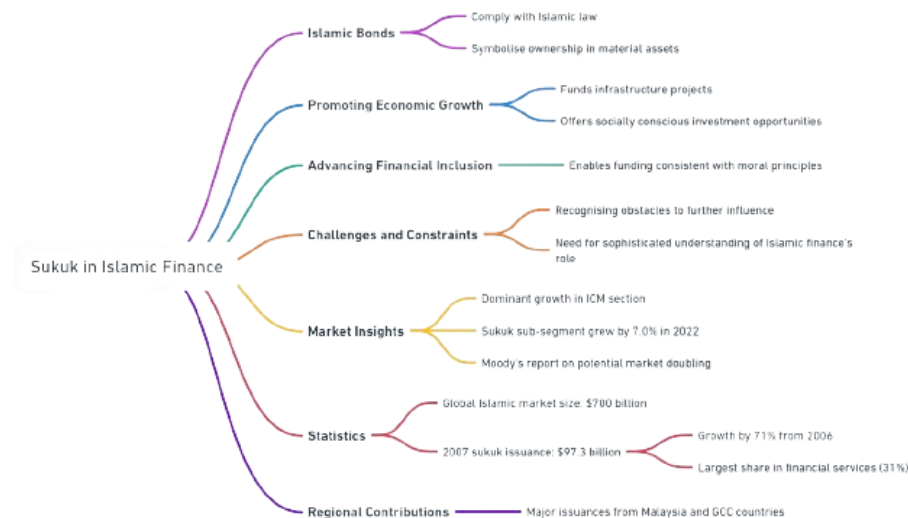 Sukuk in Islamic Finance
Islamic Bonds
Comply with Islamic law
Symbolise ownership in material assets
Promoting Economic Growth
Funds infrastructure projects
Offers socially conscious investment opportunities
Advancing Financial Inclusion
Enables funding consistent with moral principles
Challenges and Constraints
Recognising obstacles to further influence
Need for sophisticated understanding of Islamic finance's
role
Market Insights
Dominant growth in ICM section
Sukuk sub-segment grew by 7.0% in 2022
Moody's report on potential market doubling
Statistics
Global Islamic market size: $700 billion
2007 sukuk issuance: $97.3 billion
Growth by 71% from 2006
Largest share in financial services (31%)
Regional Contributions
Major issuances from Malaysia and GCC countries